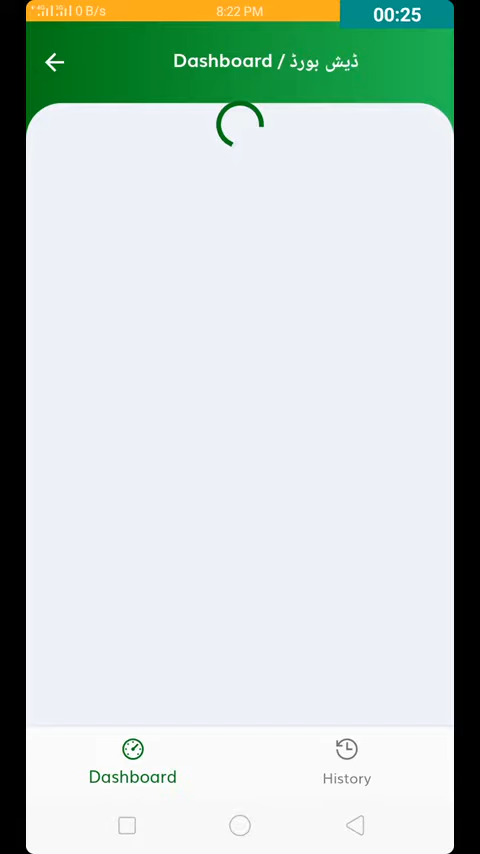 0 B/s 8:22 PM 00:25
Dashboard / ڈیش بورڈ
Dashboard
History